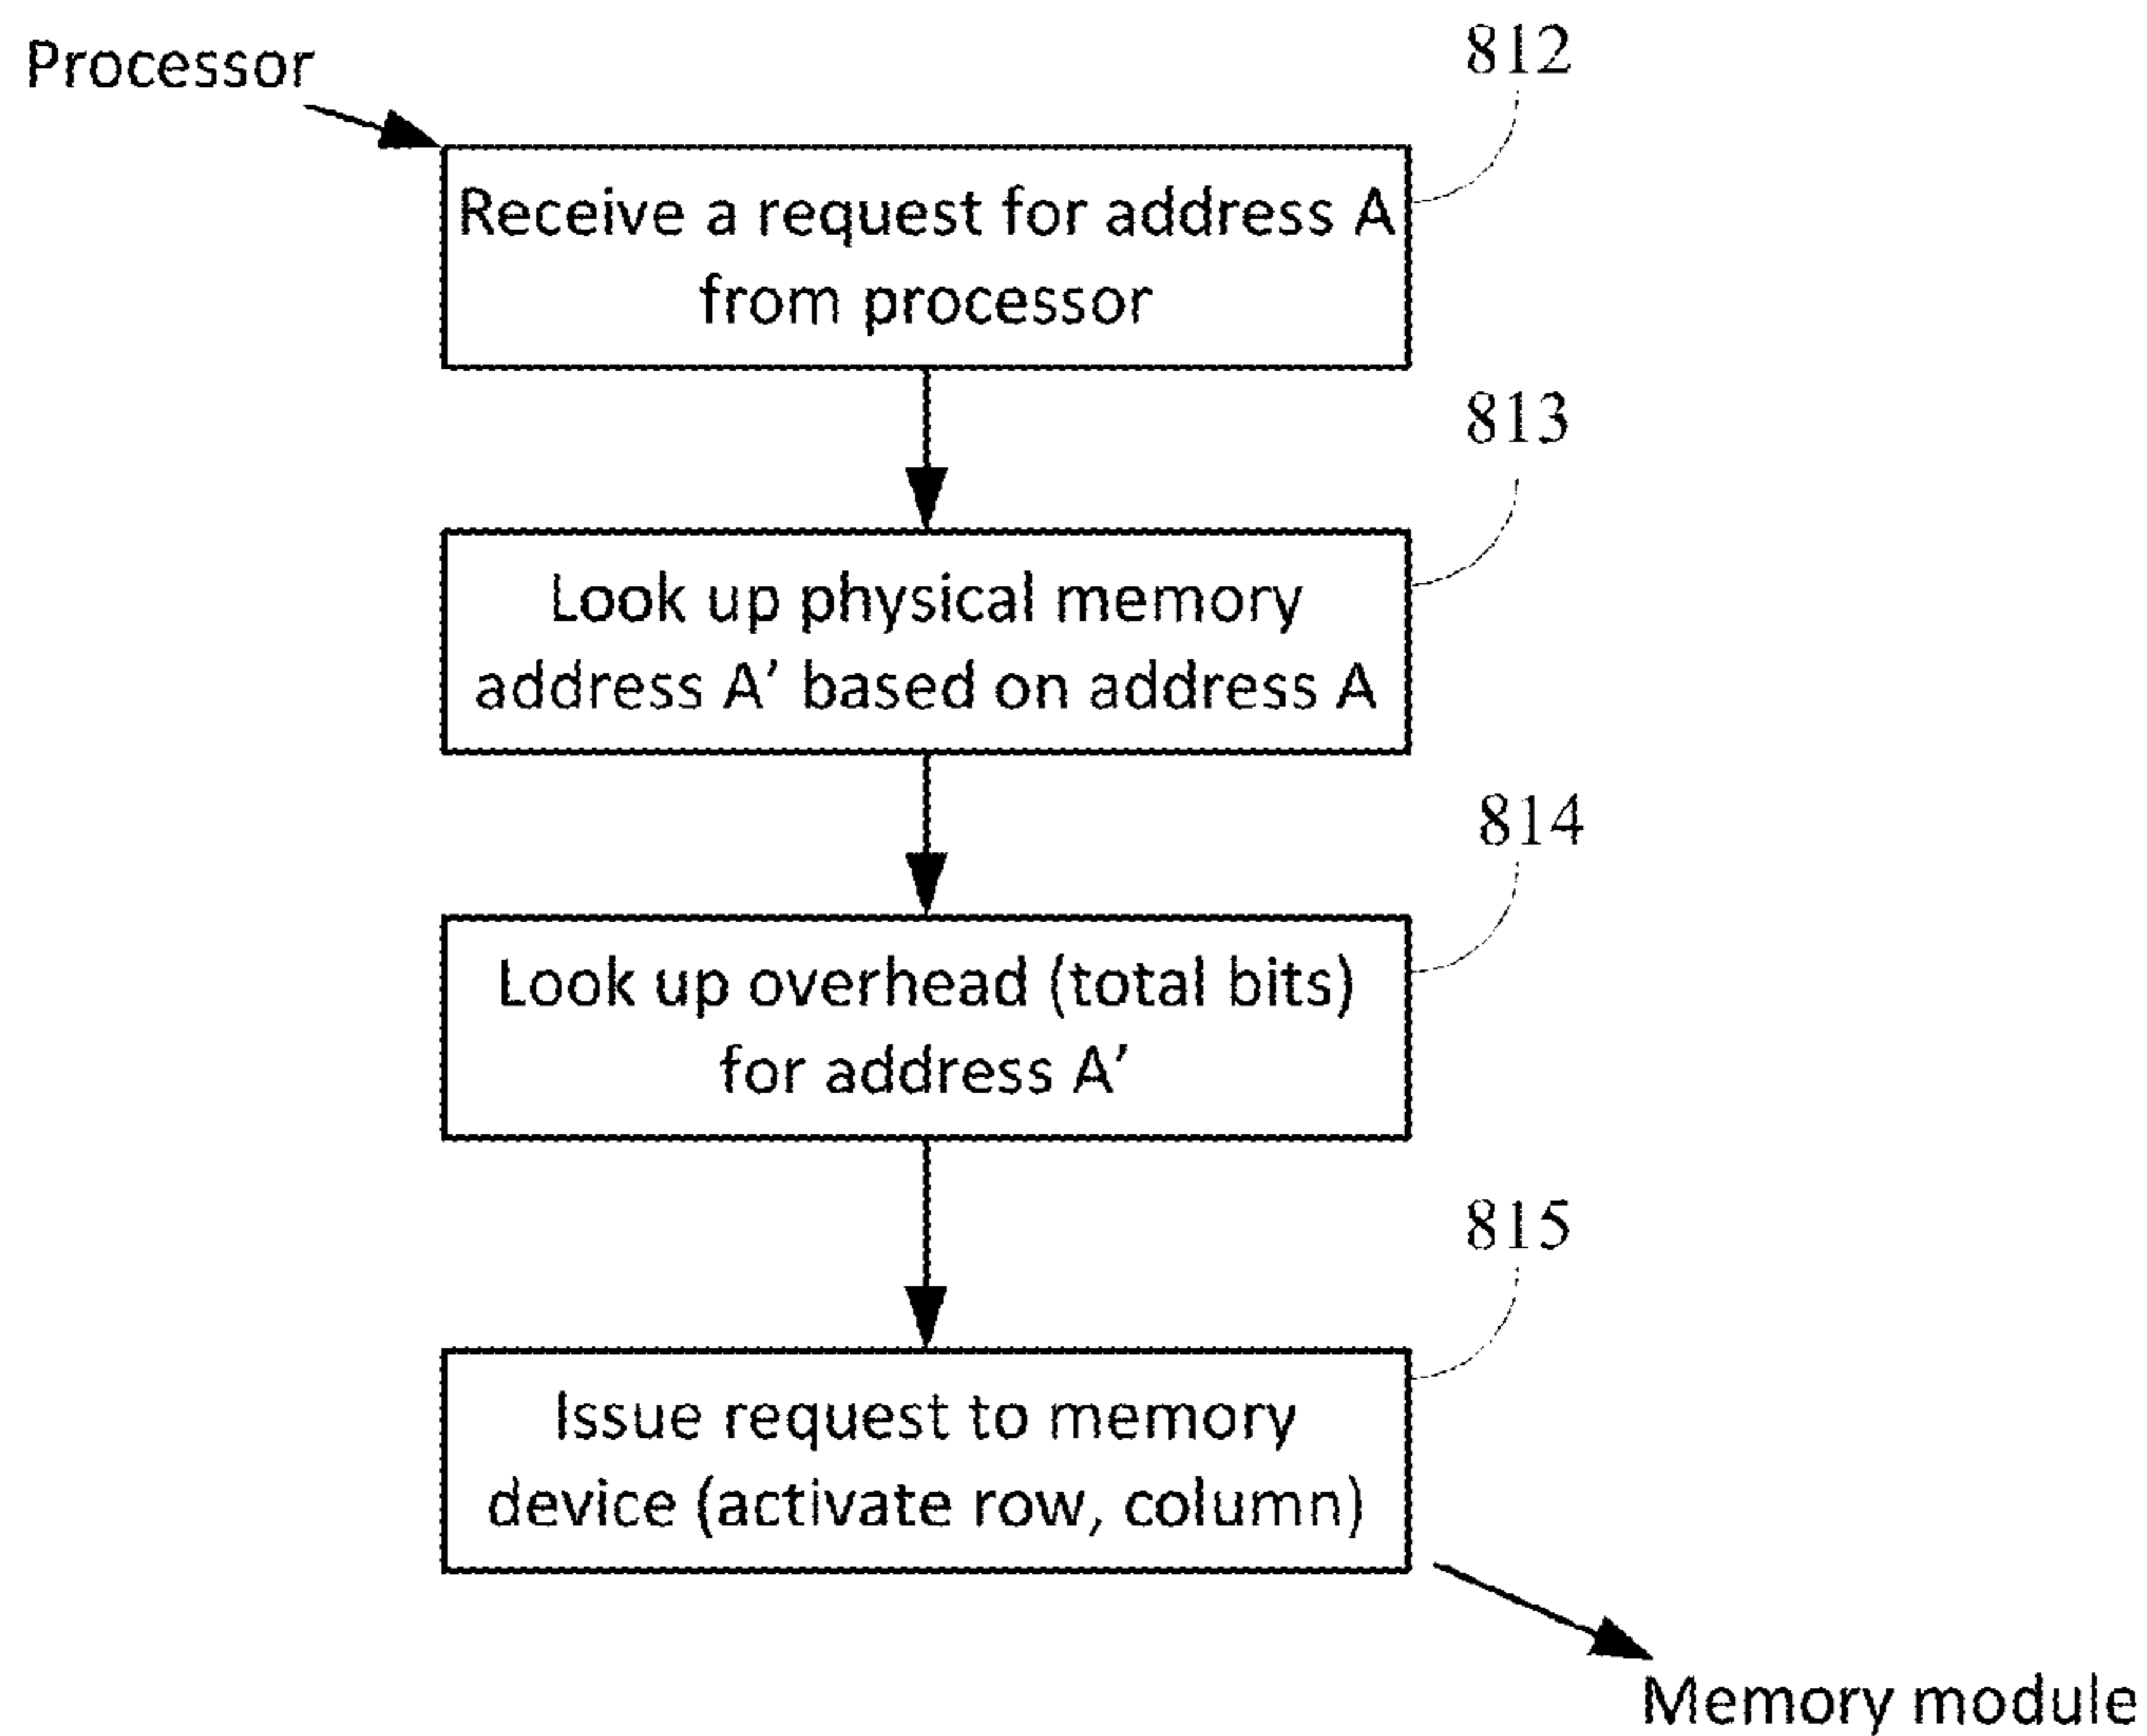 Processor
812
Receive a request for address A
from processor
813
Look up physical memory
address A′ based on address A
814
Look up overhead (total bits)
for address A′
815
Issue request to memory
device (activate row, column)
Memory module